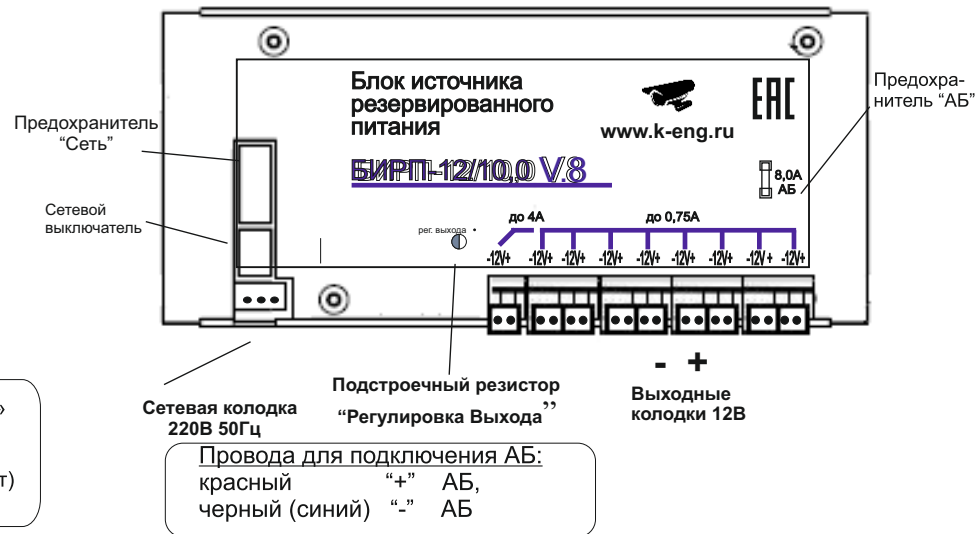 Блок источника
резервированного
питания
БИРП-12/10,0 V.8
www.k-eng.ru
ЕАС
Предохра-
нитель “АБ”
8,0А
АБ
Предохранитель
“Сеть”
Сетевой
выключатель
рег. выхода
до 4А
до 0,75А
-12V+ -12V+ -12V+ -12V+ -12V+ -12V+ -12V+ -12V+ -12V+
- +
Выходные
колодки 12В
Подстроечный резистор
“Регулировка Выхода”
Сетевая колодка
220В 50Гц
»
т)
Провода для подключения АБ:
красный “+” АБ,
черный (синий) “-” АБ